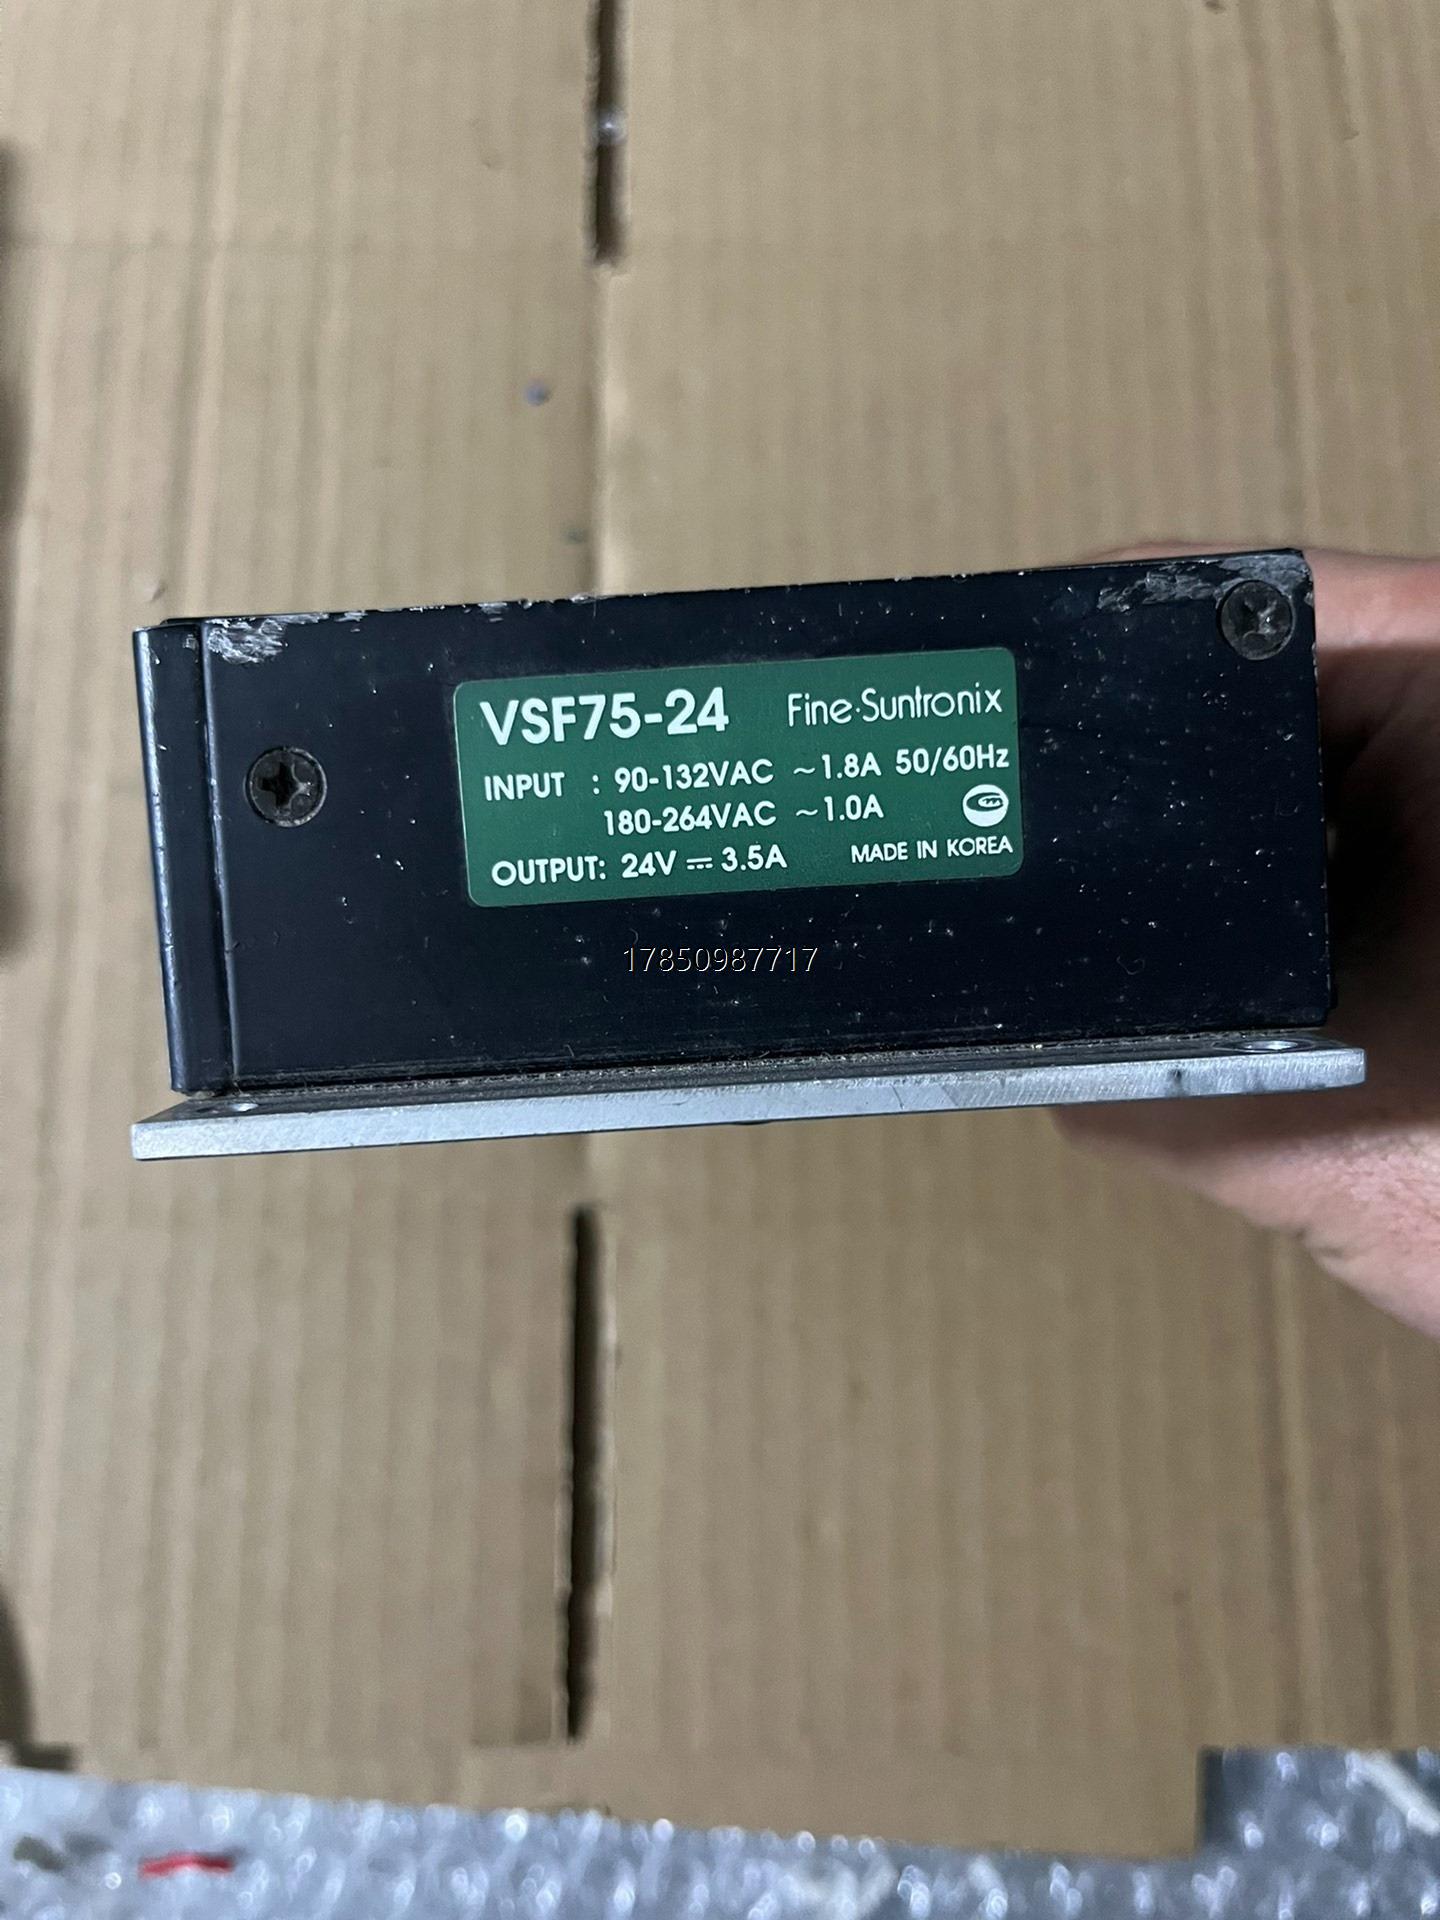 VSF75-24 Fine·Suntronix
INPUT : 90-132VAC ~1.8A 50/60Hz
180-264VAC ~1.0A
OUTPUT: 24V ⎓ 3.5A MADE IN KOREA
17850987717